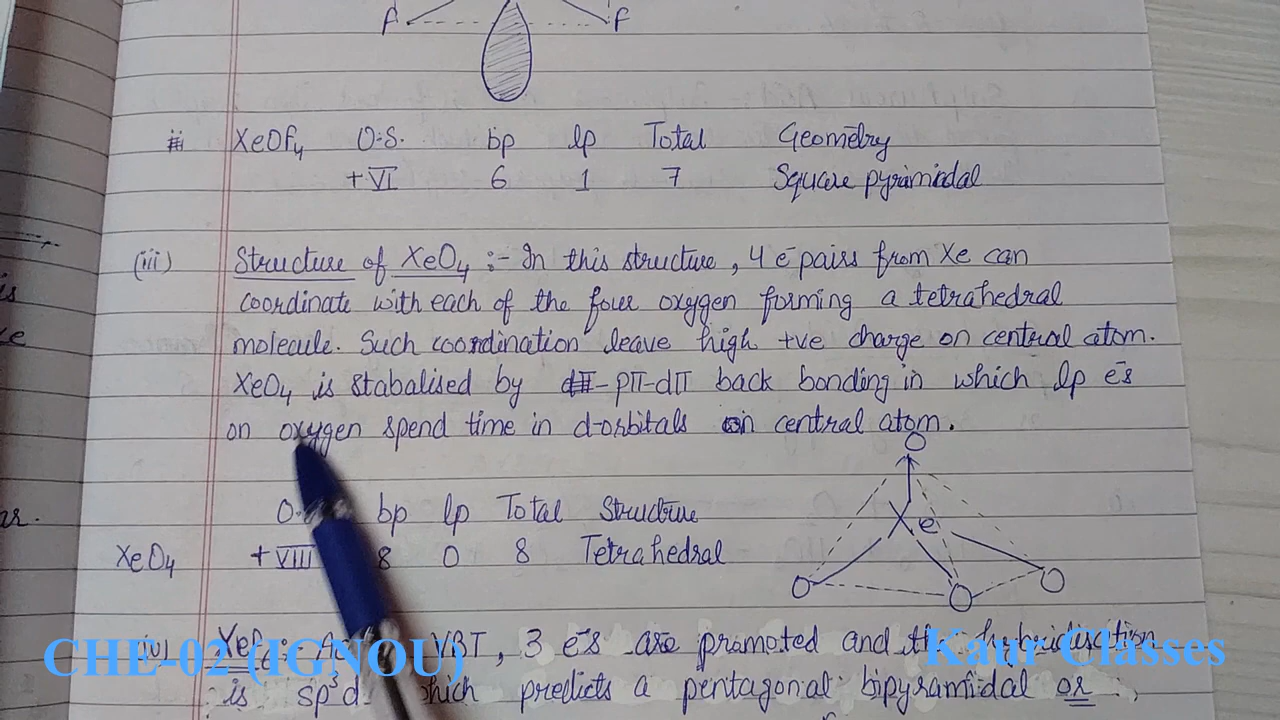 F F
ii XeOF4 O.S. bp lp Total Geometry
+VI 6 1 7 Square pyramidal
(iii) Structure of XeO4 :- In this structure, 4 e̅ pairs from Xe can
coordinate with each of the four oxygen forming a tetrahedral
molecule. Such coordination leave high +ve charge on central atom.
XeO4 is stabalised by pπ-dπ back bonding in which lp e̅s
on oxygen spend time in d-orbitals on central atom.
O
O. bp lp Total Structure
Xe
XeO4 +VIII 8 0 8 Tetrahedral
O O O
iv) VBT, 3 e̅s are promoted and the hybridisation
is sp3d which predicts a pentagonal bipyramidal or
is
ar.
CHE-02 (IGNOU)
Kaur Classes